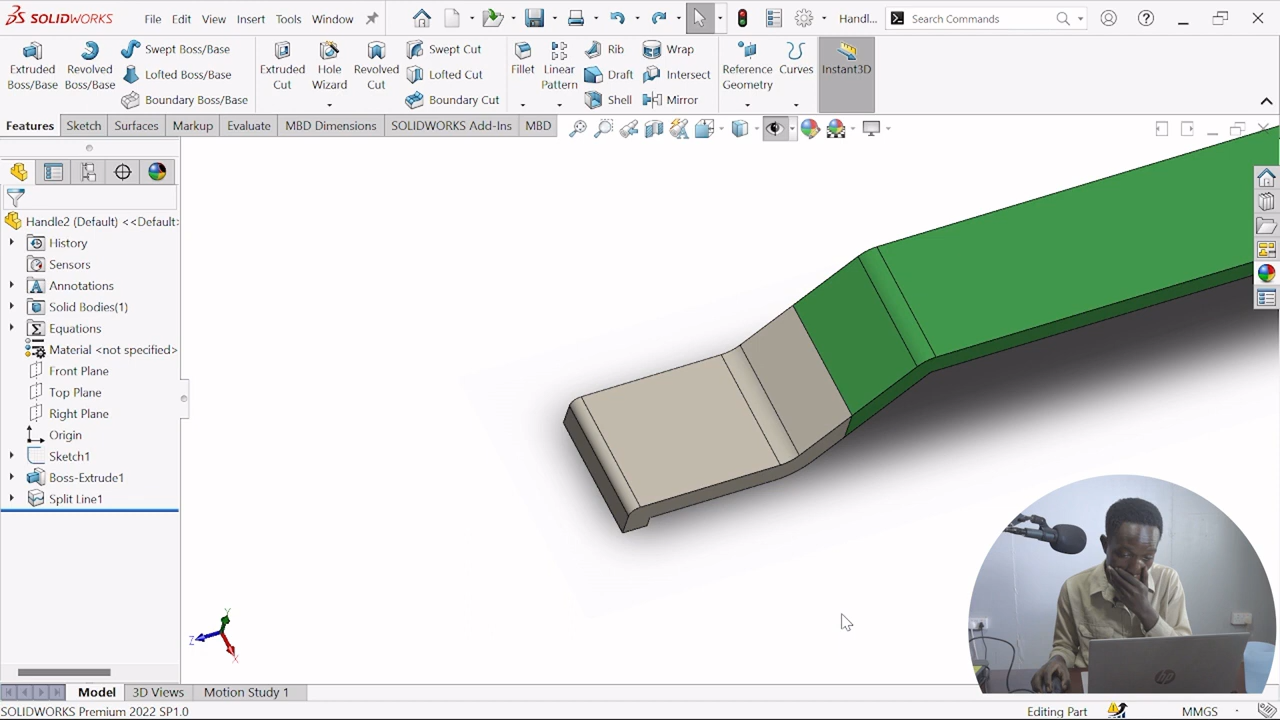 SOLIDWORKS File Edit View Insert Tools Window Handl... Search Commands
Extruded Boss/Base
Revolved Boss/Base
Swept Boss/Base
Lofted Boss/Base
Boundary Boss/Base
Extruded Cut
Hole Wizard
Revolved Cut
Swept Cut
Lofted Cut
Boundary Cut
Fillet
Linear Pattern
Rib
Draft
Shell
Wrap
Intersect
Mirror
Reference Geometry
Curves
Instant3D
Features Sketch Surfaces Markup Evaluate MBD Dimensions SOLIDWORKS Add-Ins MBD
Handle2 (Default) <<Default:
History
Sensors
Annotations
Solid Bodies(1)
Equations
Material <not specified>
Front Plane
Top Plane
Right Plane
Origin
Sketch1
Boss-Extrude1
Split Line1
Y
Z
X
Model 3D Views Motion Study 1
SOLIDWORKS Premium 2022 SP1.0 Editing Part MMGS